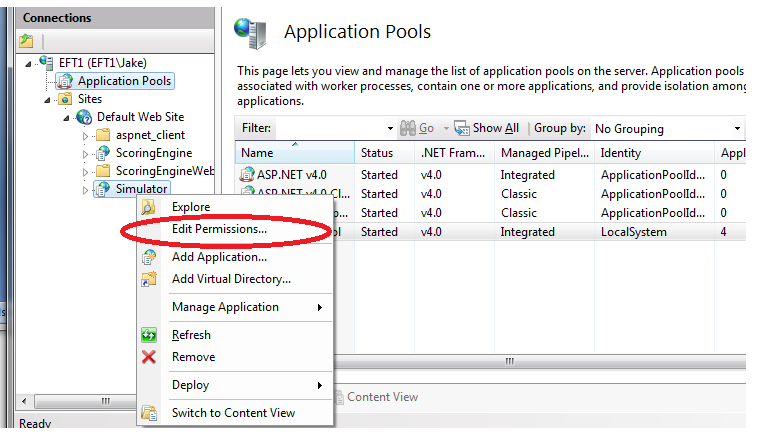 Connections
EFT1 (EFT1\Jake)
Application Pools
Sites
Default Web Site
aspnet_client
ScoringEngine
ScoringEngineWeb
Simulator
Explore
Edit Permissions...
Add Application...
Add Virtual Directory...
Manage Application
Refresh
Remove
Deploy
Switch to Content View
Ready
Application Pools
This page lets you view and manage the list of application pools on the server. Application pools
associated with worker processes, contain one or more applications, and provide isolation among
applications.
Filter: Go Show All Group by: No Grouping
Name Status .NET Fram... Managed Pipel... Identity Appl
ASP.NET v4.0 Started v4.0 Integrated ApplicationPoolId... 0
ASP.NET v4.0 Cl... Started v4.0 Classic ApplicationPoolId... 0
Started v4.0 Classic ApplicationPoolId... 0
Started v4.0 Integrated LocalSystem 4
Content View